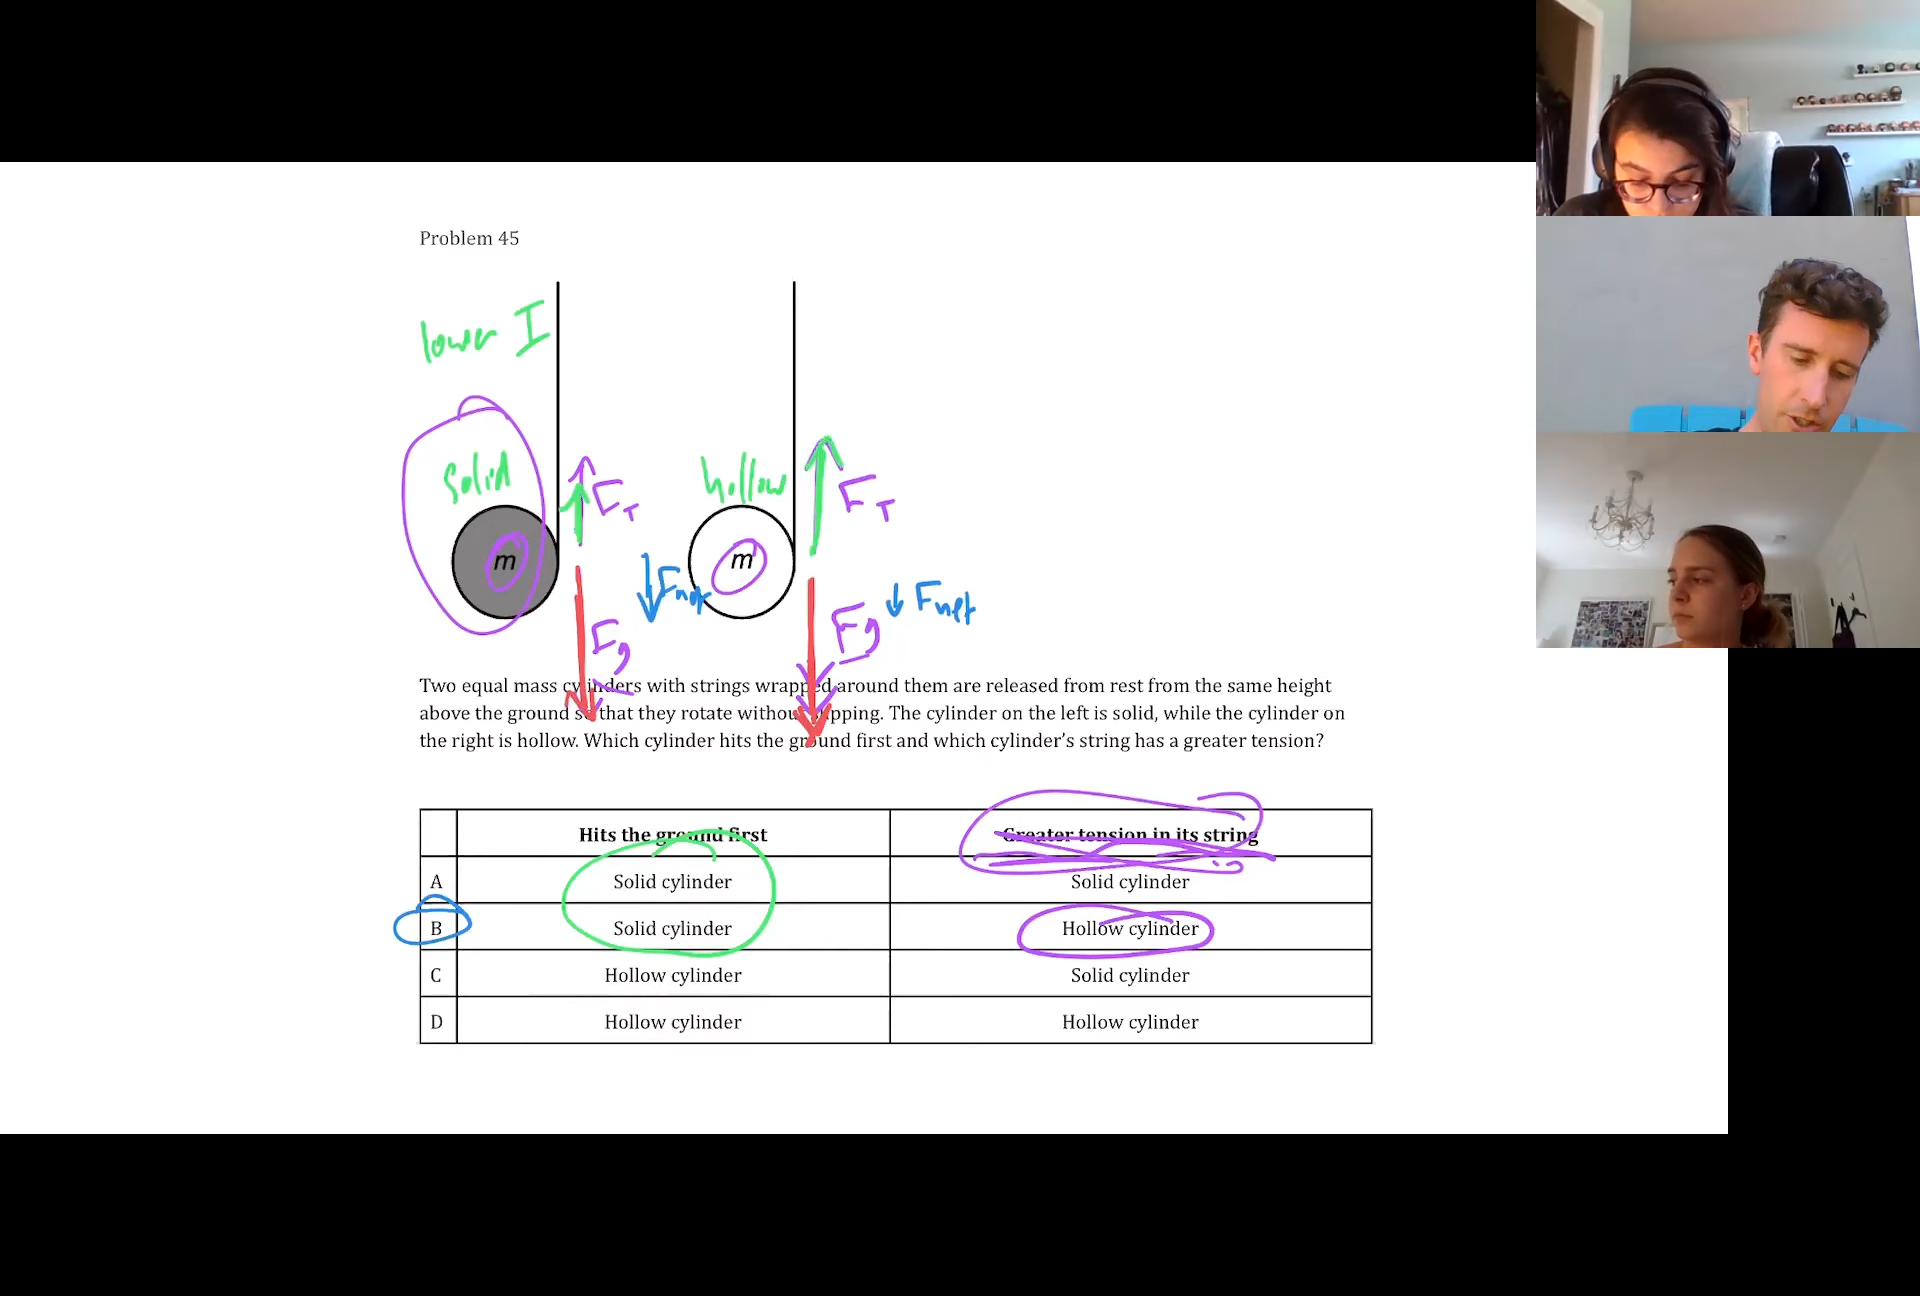 Problem 45
lower I
solid
hollow
F_T
F_T
m
m
Fnet
Fnet
Fg
Fg
Two equal mass cylinders with strings wrapped around them are released from rest from the same height
above the ground so that they rotate without slipping. The cylinder on the left is solid, while the cylinder on
the right is hollow. Which cylinder hits the ground first and which cylinder's string has a greater tension?
Hits the ground first Greater tension in its string
A Solid cylinder Solid cylinder
B Solid cylinder Hollow cylinder
C Hollow cylinder Solid cylinder
D Hollow cylinder Hollow cylinder